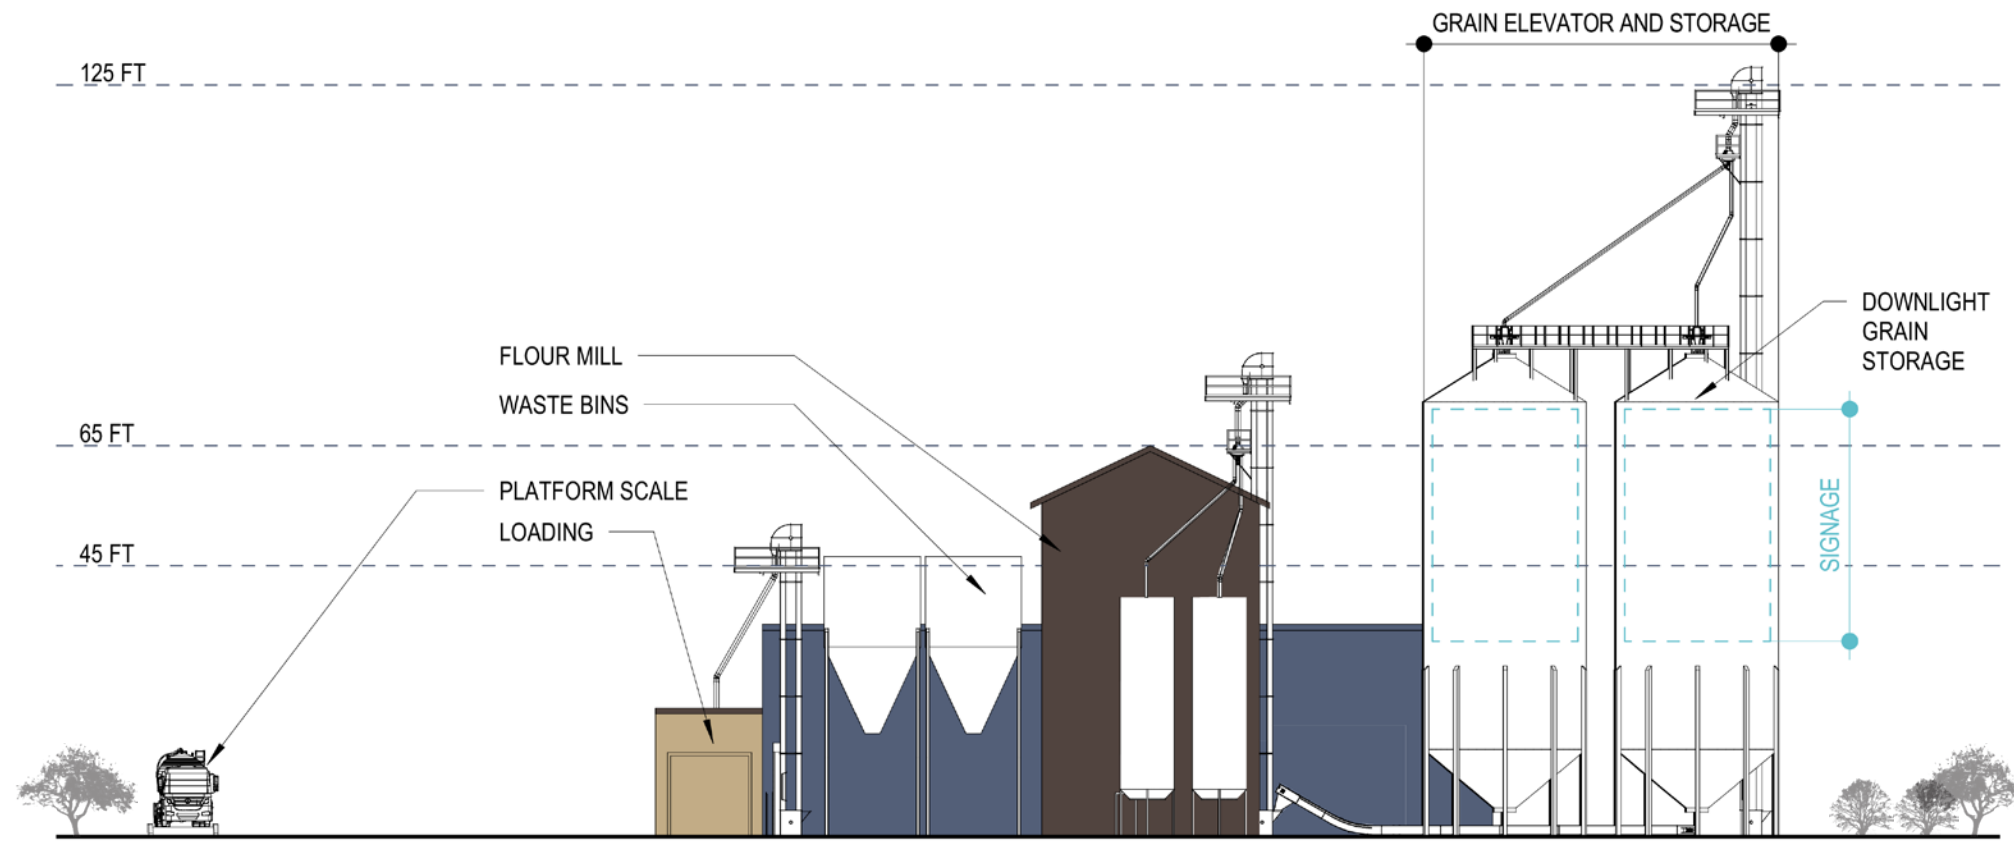 GRAIN ELEVATOR AND STORAGE
125 FT
DOWNLIGHT
GRAIN
STORAGE
FLOUR MILL
WASTE BINS
65 FT
PLATFORM SCALE
LOADING
SIGNAGE
45 FT